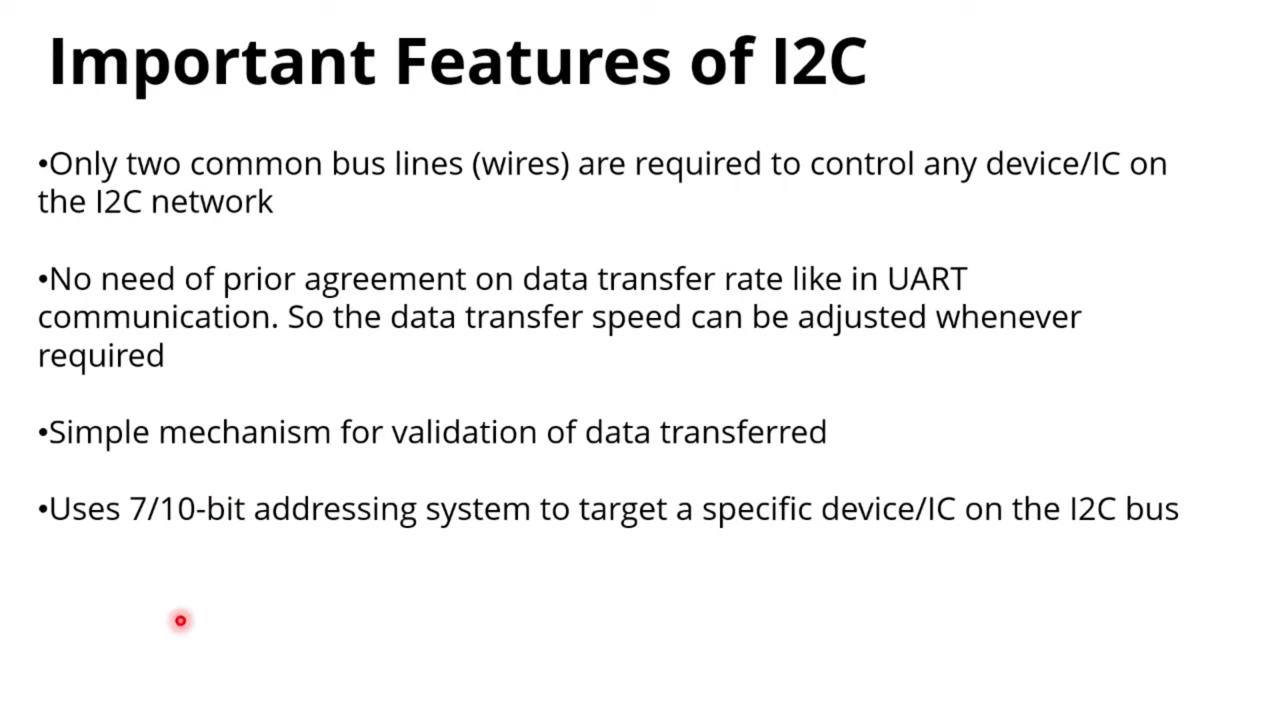 Important Features of I2C
•Only two common bus lines (wires) are required to control any device/IC on
the I2C network
•No need of prior agreement on data transfer rate like in UART
communication. So the data transfer speed can be adjusted whenever
required
•Simple mechanism for validation of data transferred
•Uses 7/10-bit addressing system to target a specific device/IC on the I2C bus